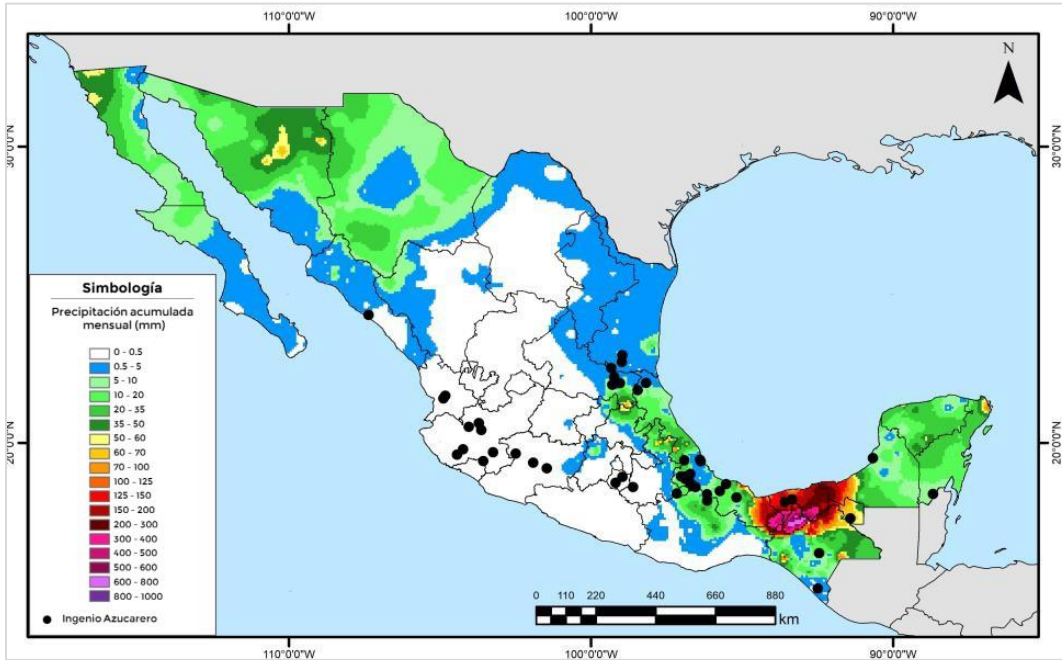 110°0'0"W
100°0'0"W
90°0'0"W
N
30°0'0"N
30°0'0"N
20°0'0"N
20°0'0"N
Simbología
Precipitación acumulada
mensual (mm)
0 - 0.5
0.5 - 5
5 - 10
10 - 20
20 - 35
35 - 50
50 - 60
60 - 70
70 - 100
100 - 125
125 - 150
150 - 200
200 - 300
300 - 400
400 - 500
500 - 600
600 - 800
800 - 1000
Ingenio Azucarero
0 110 220 440 660 880
km
110°0'0"W
100°0'0"W
90°0'0"W